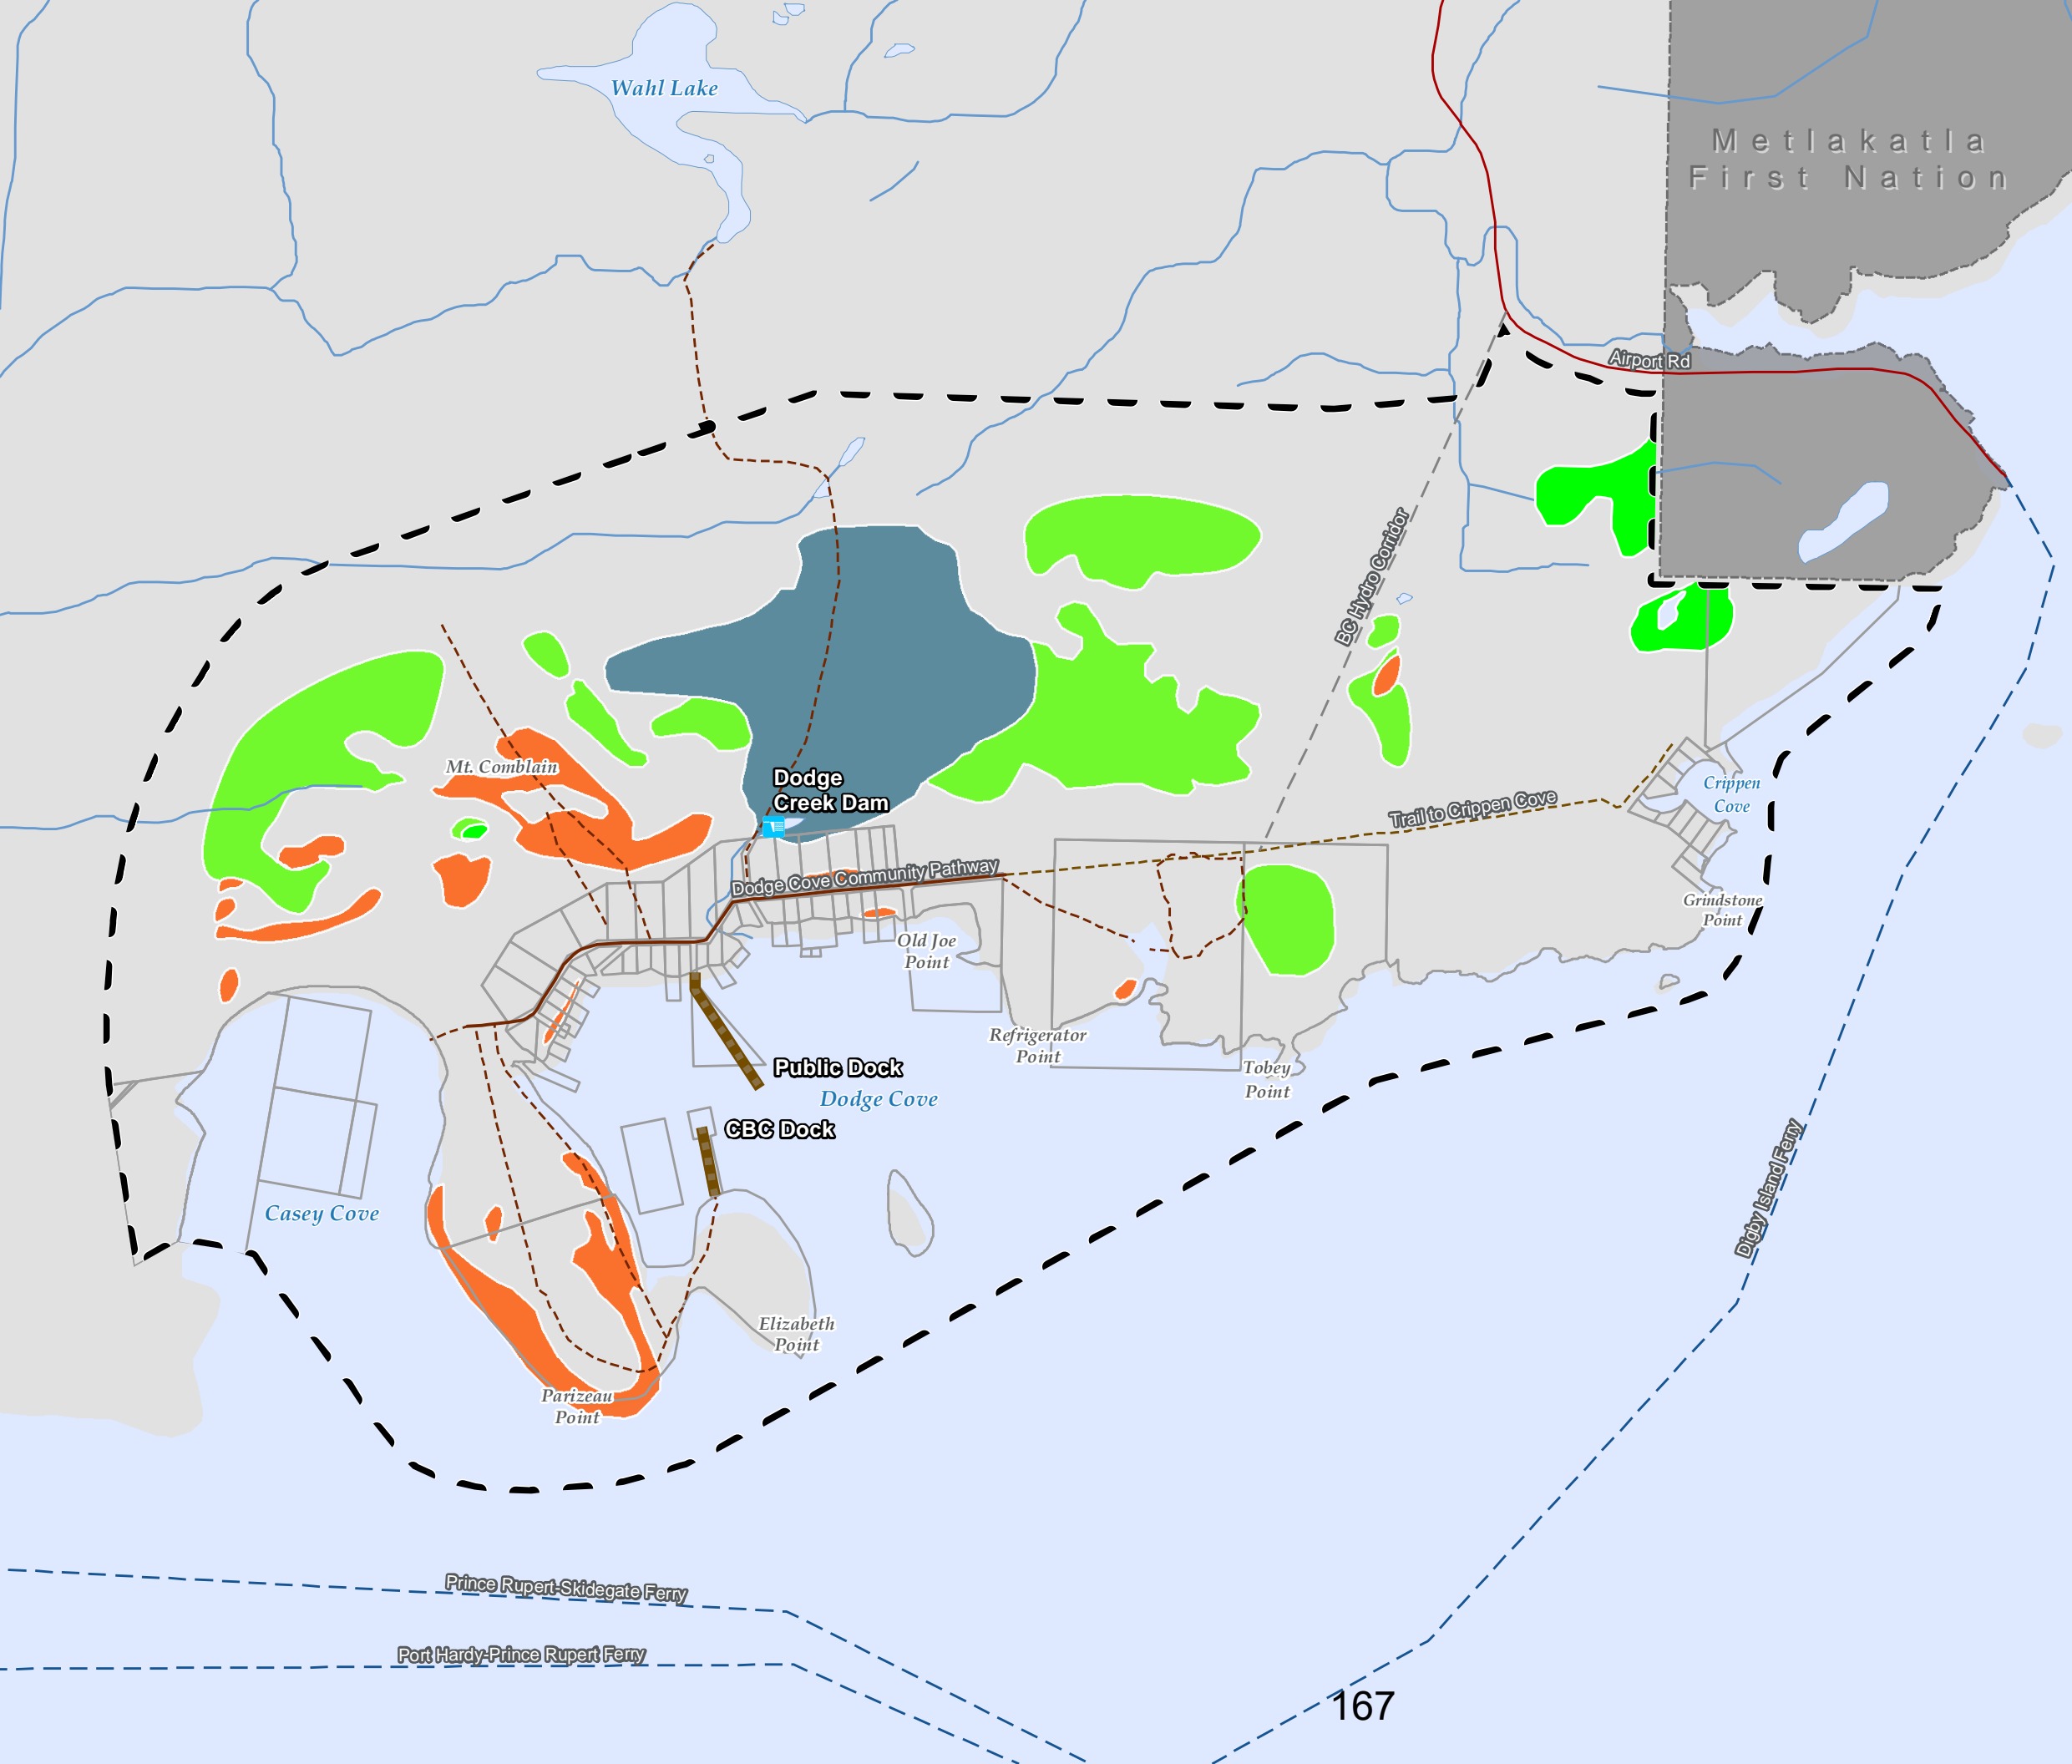 Wahl Lake
Metlakatla
First Nation
Airport Rd
BC Hydro Corridor
Mt. Comblain
Dodge
Creek Dam
Crippen
Cove
Trail to Crippen Cove
Dodge Cove Community Pathway
Grindstone
Point
Old Joe
Point
Refrigerator
Point
Public Dock
Tobey
Point
Dodge Cove
CBC Dock
Digby Island Ferry
Casey Cove
Elizabeth
Point
Parizeau
Point
Prince Rupert-Skidegate Ferry
Port Hardy-Prince Rupert Ferry
167